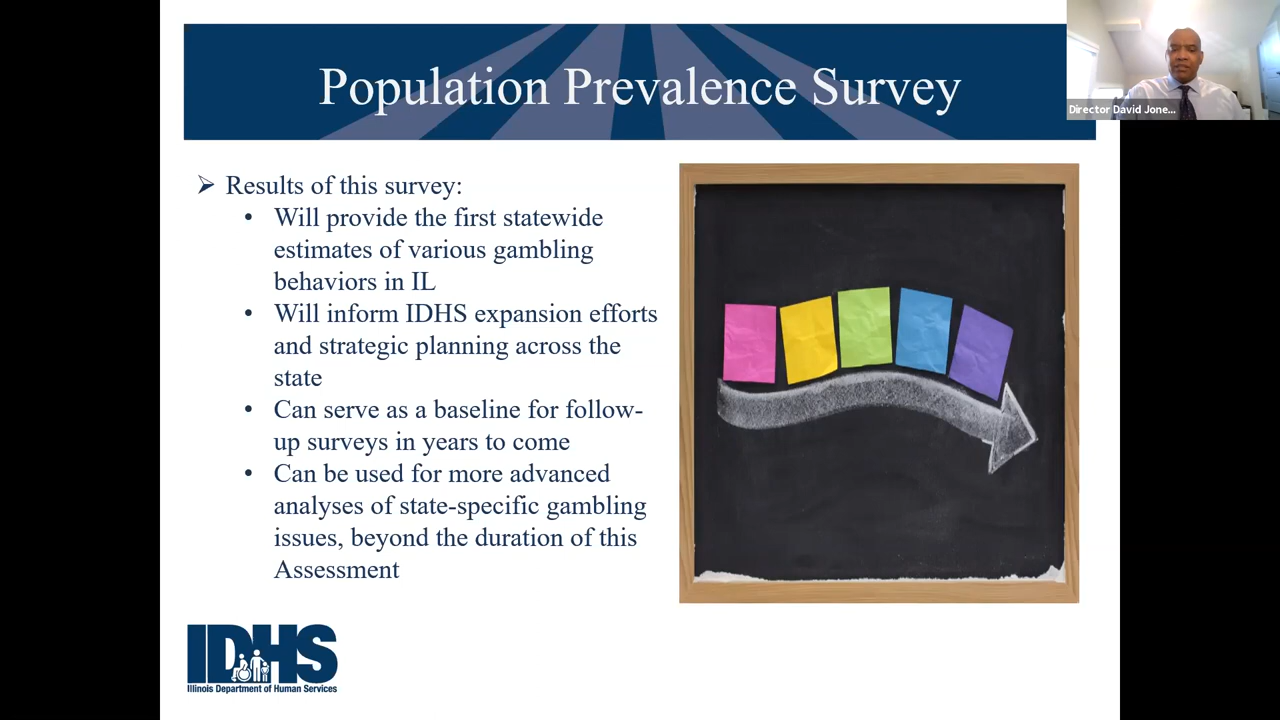 Population Prevalence Survey
Director David Jone...
➢ Results of this survey:
• Will provide the first statewide
estimates of various gambling
behaviors in IL
• Will inform IDHS expansion efforts
and strategic planning across the
state
• Can serve as a baseline for follow-
up surveys in years to come
• Can be used for more advanced
analyses of state-specific gambling
issues, beyond the duration of this
Assessment
IDHS
Illinois Department of Human Services